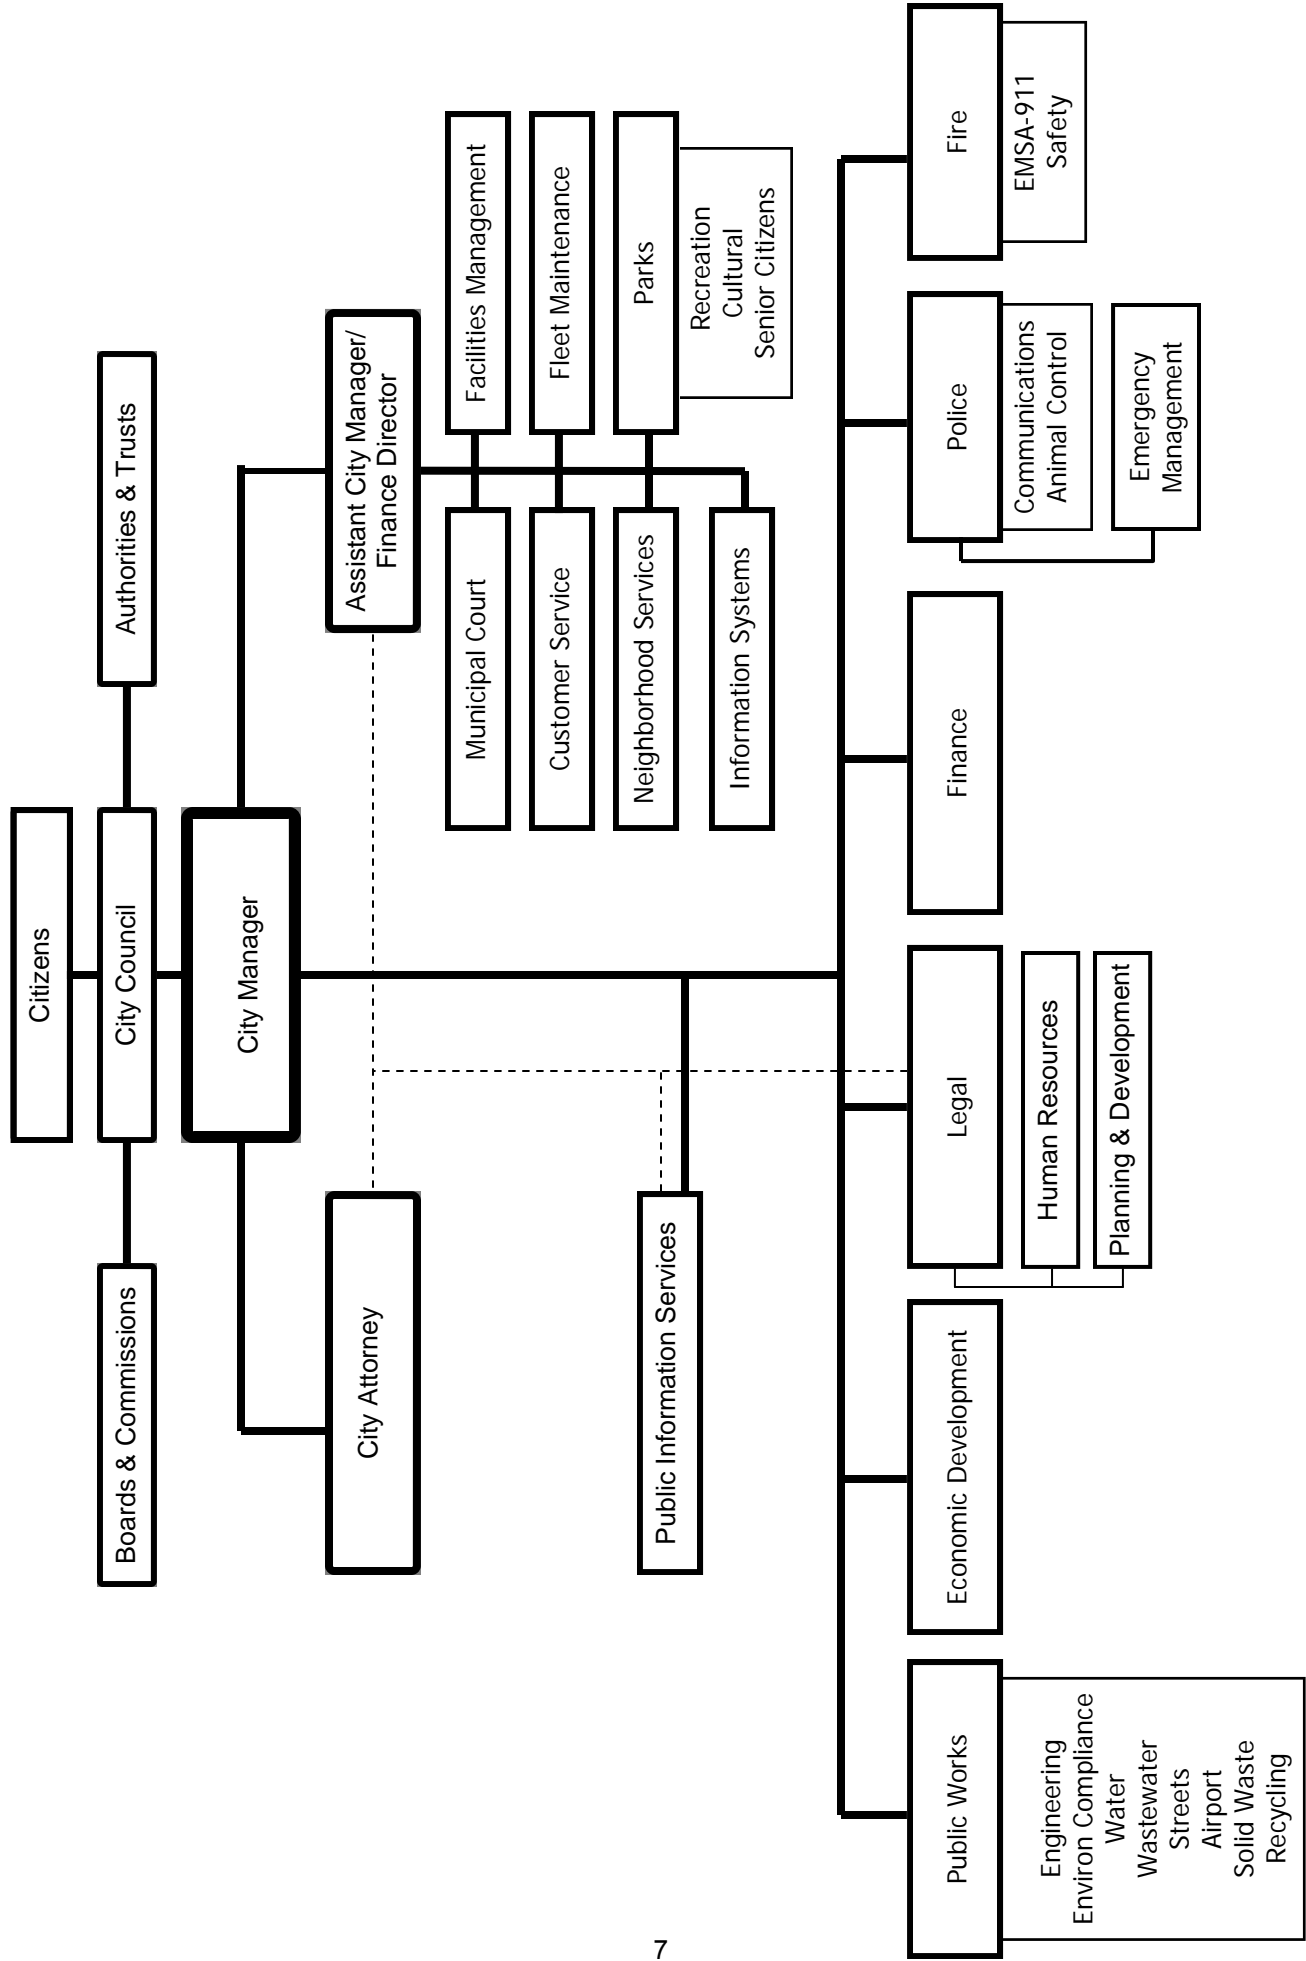 Citizens
Boards & Commissions
City Council
Authorities & Trusts
City Manager
City Attorney
Assistant City Manager/
Finance Director
Municipal Court
Facilities Management
Customer Service
Fleet Maintenance
Neighborhood Services
Parks
Recreation
Cultural
Senior Citizens
Information Systems
Public Information Services
Public Works
Engineering
Environ Compliance
Water
Wastewater
Streets
Airport
Solid Waste
Recycling
Economic Development
Legal
Human Resources
Planning & Development
Finance
Police
Communications
Animal Control
Emergency
Management
Fire
EMSA-911
Safety
7